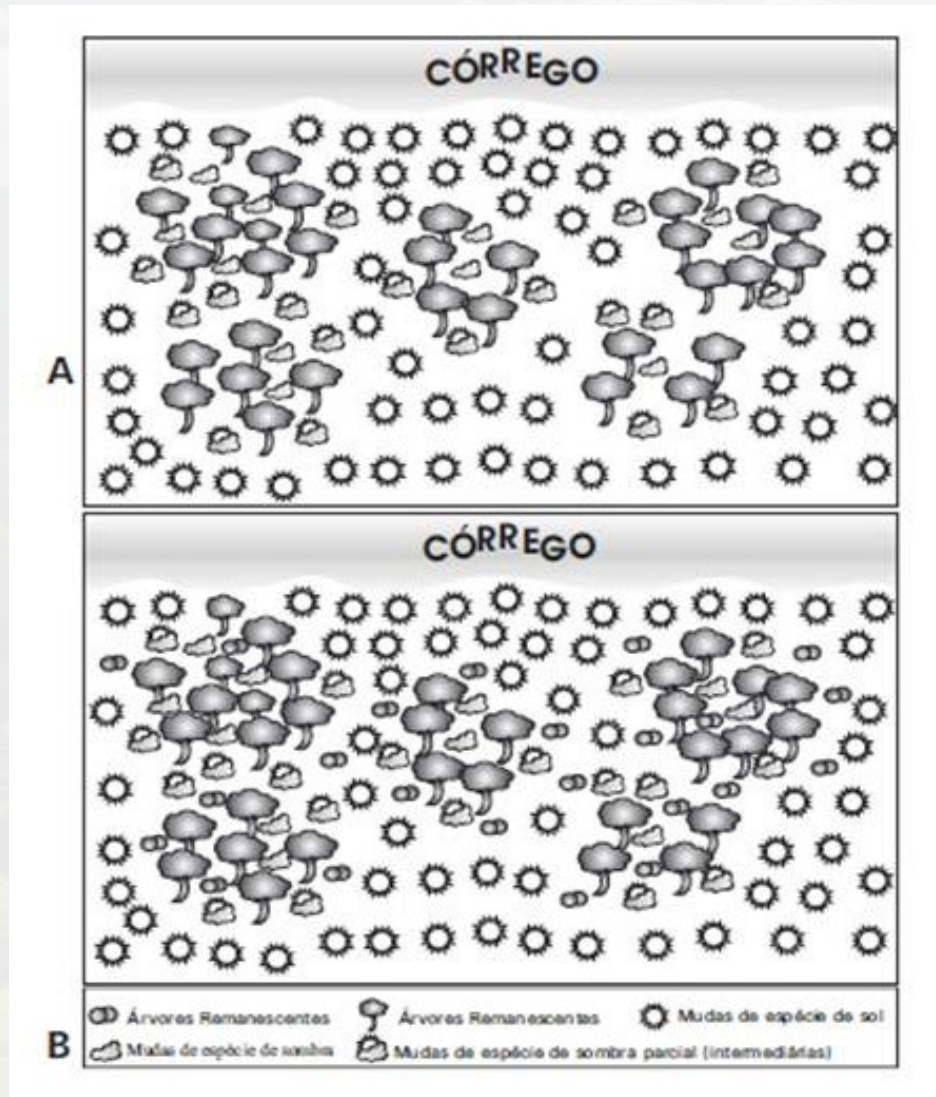 CÓRREGO
A
CÓRREGO
Árvores Remanescentes Árvores Remanescentes Mudas de espécie de sol
B Mudas de espécie de sombra Mudas de espécie de sombra parcial (intermediárias)